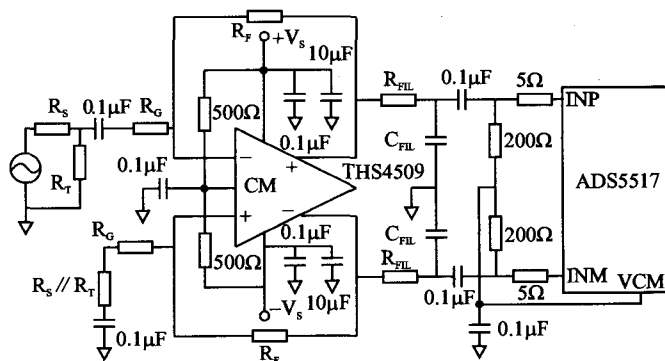 R_F
+V_S
10μF
0.1μF
R_S
R_G
500Ω
R_FIL
0.1μF
5Ω
INP
0.1μF
R_T
−
+
0.1μF
CM
THS4509
C_FIL
200Ω
ADS5517
+
−
R_G
500Ω
0.1μF
C_FIL
200Ω
R_S//R_T
10μF
R_FIL
0.1μF
5Ω
INM
VCM
−V_S
0.1μF
R_F
0.1μF